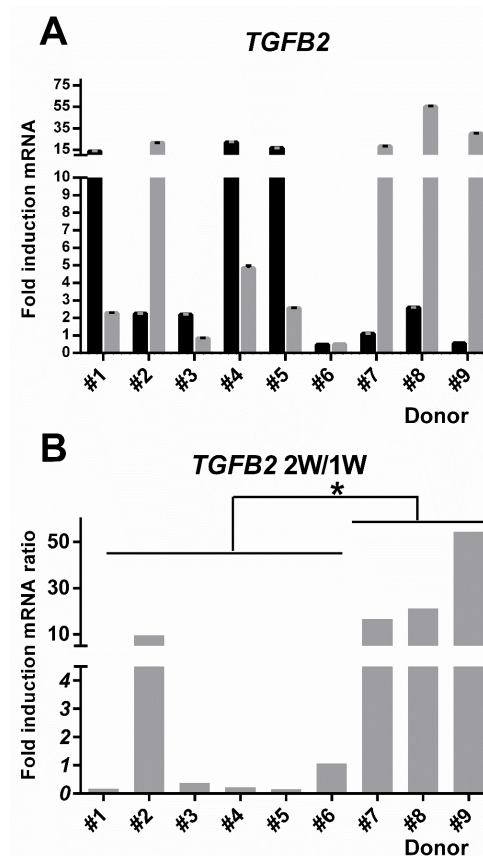 A
TGFB2
Fold induction mRNA
75
55
35
15
10
9
8
7
6
5
4
3
2
1
0
#1 #2 #3 #4 #5 #6 #7 #8 #9
Donor
B
TGFB2 2W/1W
*
Fold induction mRNA ratio
50
30
10
4
3
2
1
0
#1 #2 #3 #4 #5 #6 #7 #8 #9
Donor